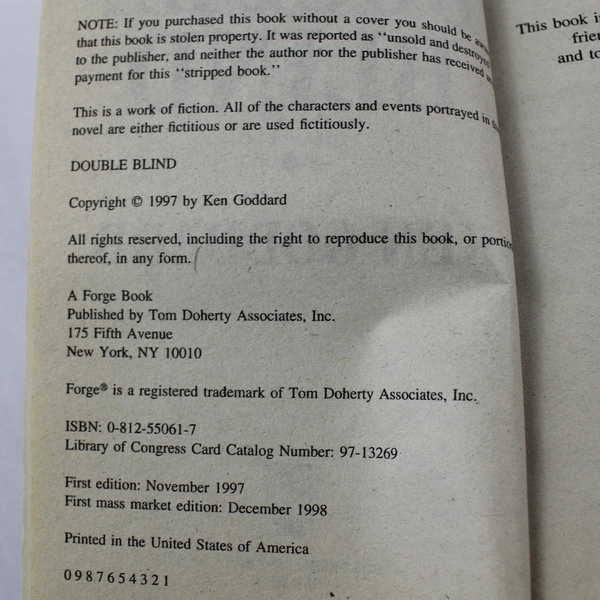 NOTE: If you purchased this book without a cover you should be
that this book is stolen property. It was reported as "unsold and destroyed
to the publisher, and neither the author nor the publisher has received
payment for this "stripped book."
This is a work of fiction. All of the characters and events portrayed in
novel are either fictitious or are used fictitiously.
DOUBLE BLIND
Copyright © 1997 by Ken Goddard
All rights reserved, including the right to reproduce this book, or
thereof, in any form.
A Forge Book
Published by Tom Doherty Associates, Inc.
175 Fifth Avenue
New York, NY 10010
Forge® is a registered trademark of Tom Doherty Associates, Inc.
ISBN: 0-812-55061-7
Library of Congress Card Catalog Number: 97-13269
First edition: November 1997
First mass market edition: December 1998
Printed in the United States of America
0 9 8 7 6 5 4 3 2 1
This book
and